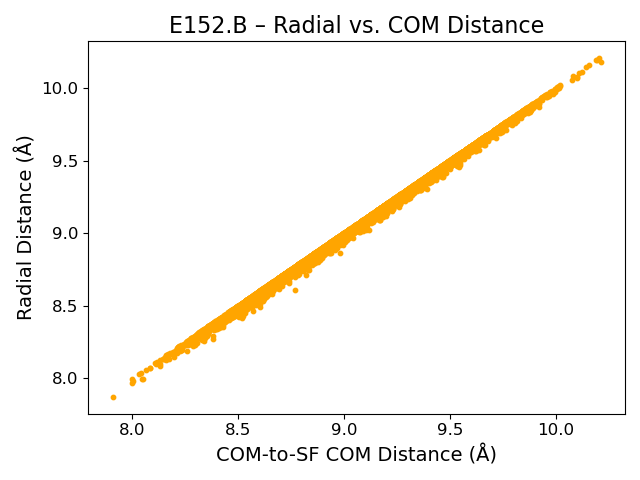 E152.B – Radial vs. COM Distance
Radial Distance (Å)
10.0
9.5
9.0
8.5
8.0
8.0 8.5 9.0 9.5 10.0
COM-to-SF COM Distance (Å)